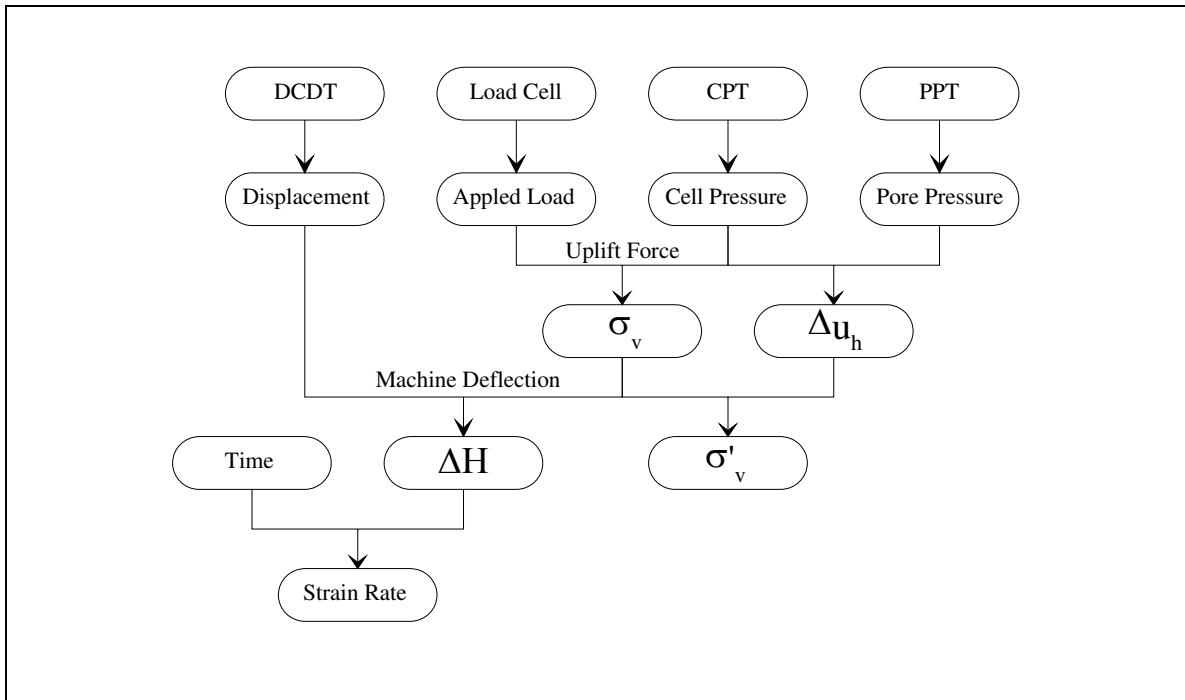 DCDT
Load Cell
CPT
PPT
Displacement
Appled Load
Cell Pressure
Pore Pressure
Uplift Force
σv
Δuh
Machine Deflection
Time
ΔH
σ'v
Strain Rate